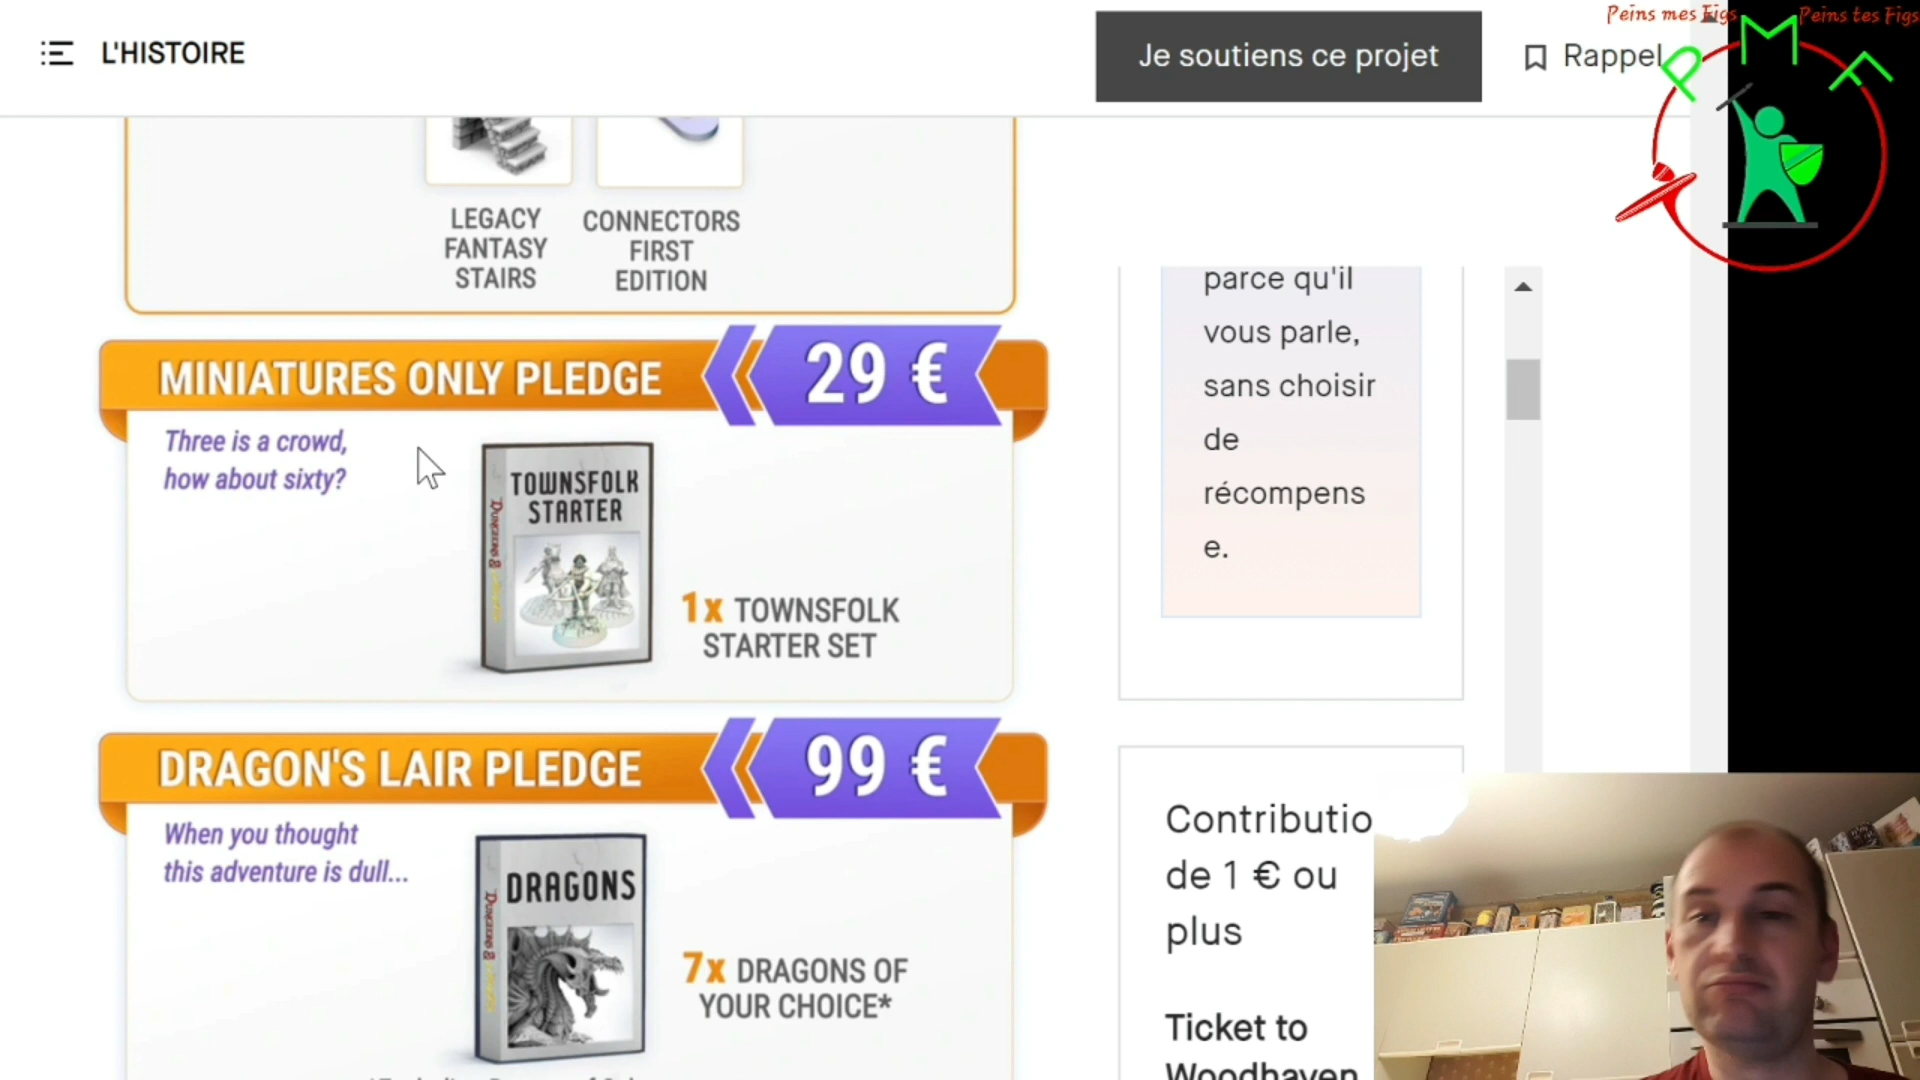 L'HISTOIRE
Je soutiens ce projet
Rappel
Peins mes Figs
Peins tes Figs
P M F
LEGACY
FANTASY
STAIRS
CONNECTORS
FIRST
EDITION
MINIATURES ONLY PLEDGE
29 €
Three is a crowd,
how about sixty?
TOWNSFOLK
STARTER
1x TOWNSFOLK
STARTER SET
DRAGON'S LAIR PLEDGE
99 €
When you thought
this adventure is dull...
DRAGONS
7x DRAGONS OF
YOUR CHOICE*
parce qu'il
vous parle,
sans choisir
de
récompens
e.
Contributio
de 1 € ou
plus
Ticket to
Woodhaven